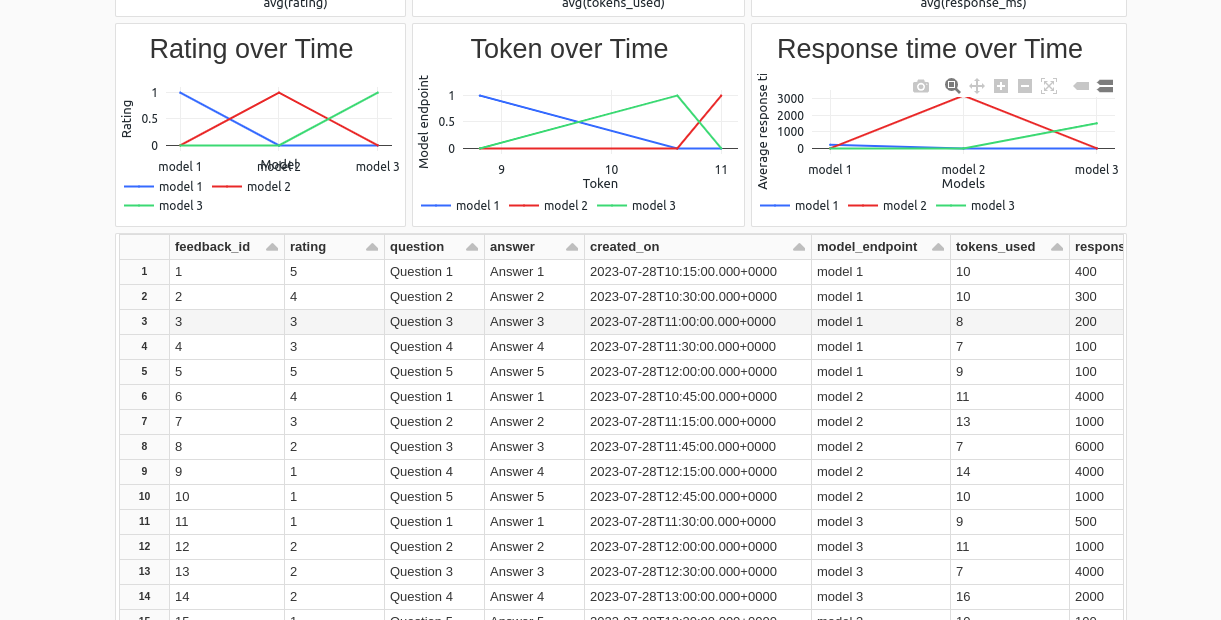 avg(rating) avg(tokens_used) avg(response_ms)
Rating over Time
Rating
1
0.5
0
model 1 model 2 model 3
Model
model 1 model 2
model 3
Token over Time
Model endpoint
1
0.5
0
9 10 11
Token
model 1 model 2 model 3
Response time over Time
Average response ti
3000
2000
1000
0
model 1 model 2 model 3
Models
model 1 model 2 model 3
feedback_id rating question answer created_on model_endpoint tokens_used respons
1 1 5 Question 1 Answer 1 2023-07-28T10:15:00.000+0000 model 1 10 400
2 2 4 Question 2 Answer 2 2023-07-28T10:30:00.000+0000 model 1 10 300
3 3 3 Question 3 Answer 3 2023-07-28T11:00:00.000+0000 model 1 8 200
4 4 3 Question 4 Answer 4 2023-07-28T11:30:00.000+0000 model 1 7 100
5 5 5 Question 5 Answer 5 2023-07-28T12:00:00.000+0000 model 1 9 100
6 6 4 Question 1 Answer 1 2023-07-28T10:45:00.000+0000 model 2 11 4000
7 7 3 Question 2 Answer 2 2023-07-28T11:15:00.000+0000 model 2 13 1000
8 8 2 Question 3 Answer 3 2023-07-28T11:45:00.000+0000 model 2 7 6000
9 9 1 Question 4 Answer 4 2023-07-28T12:15:00.000+0000 model 2 14 4000
10 10 1 Question 5 Answer 5 2023-07-28T12:45:00.000+0000 model 2 10 1000
11 11 1 Question 1 Answer 1 2023-07-28T11:30:00.000+0000 model 3 9 500
12 12 2 Question 2 Answer 2 2023-07-28T12:00:00.000+0000 model 3 11 1000
13 13 2 Question 3 Answer 3 2023-07-28T12:30:00.000+0000 model 3 7 4000
14 14 2 Question 4 Answer 4 2023-07-28T13:00:00.000+0000 model 3 16 2000